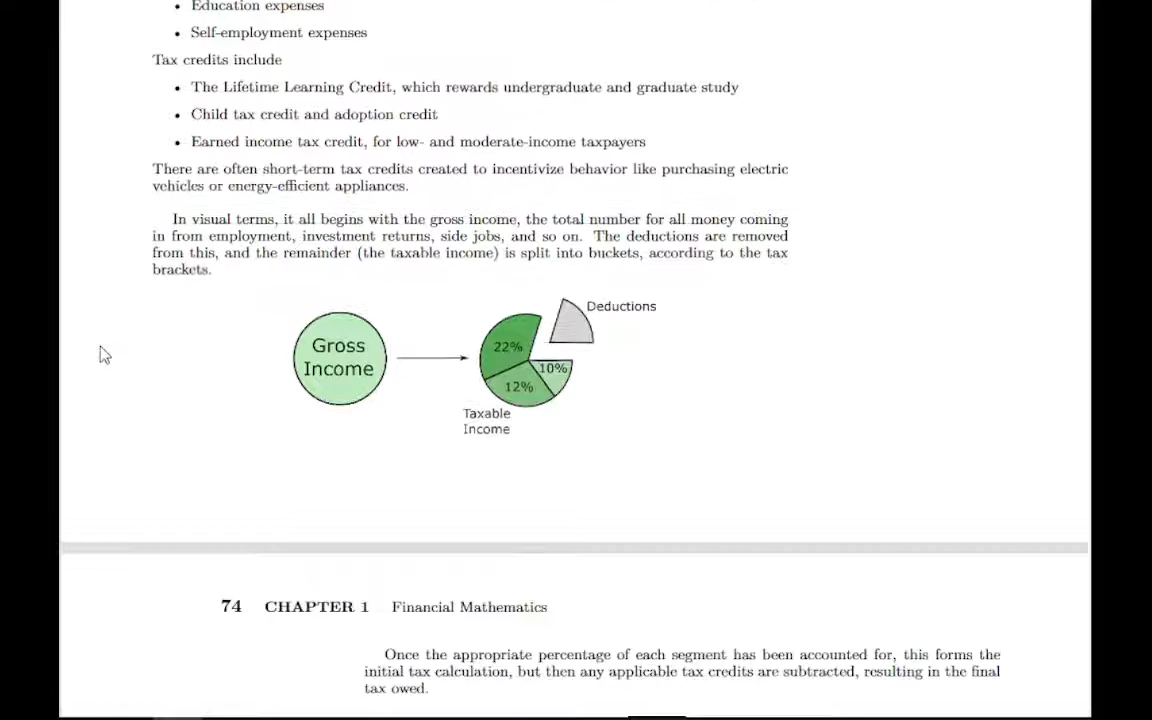 • Education expenses
• Self-employment expenses
Tax credits include
• The Lifetime Learning Credit, which rewards undergraduate and graduate study
• Child tax credit and adoption credit
• Earned income tax credit, for low- and moderate-income taxpayers
There are often short-term tax credits created to incentivize behavior like purchasing electric
vehicles or energy-efficient appliances.
In visual terms, it all begins with the gross income, the total number for all money coming
in from employment, investment returns, side jobs, and so on. The deductions are removed
from this, and the remainder (the taxable income) is split into buckets, according to the tax
brackets.
Deductions
Gross
Income
22%
10%
12%
Taxable
Income
74 CHAPTER 1 Financial Mathematics
Once the appropriate percentage of each segment has been accounted for, this forms the
initial tax calculation, but then any applicable tax credits are subtracted, resulting in the final
tax owed.